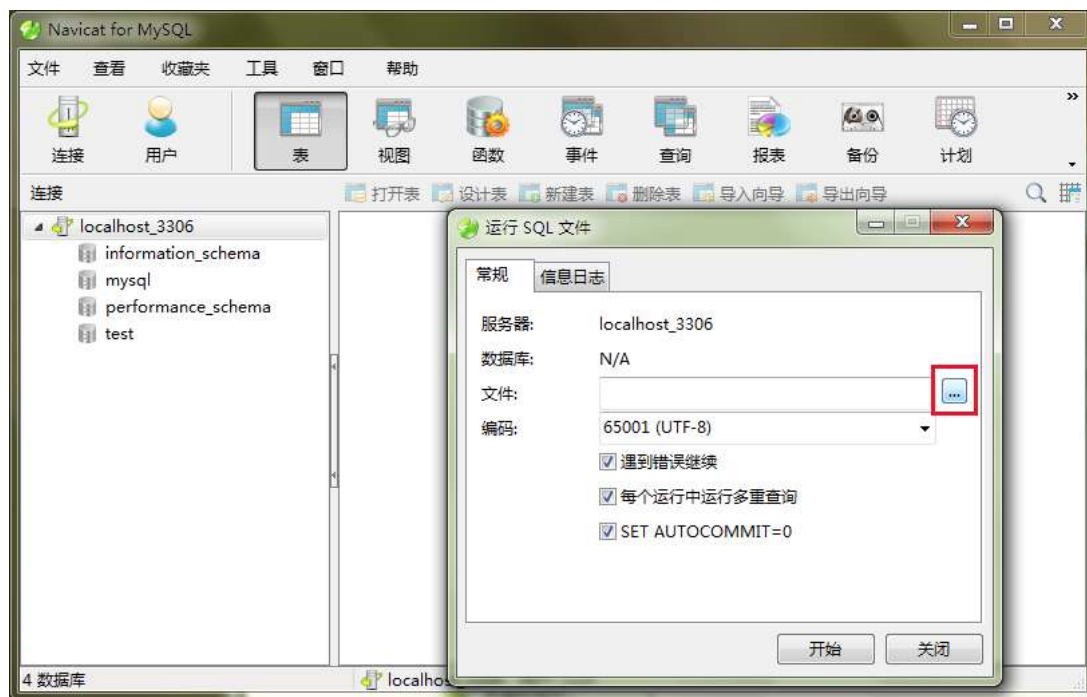 Navicat for MySQL
文件 查看 收藏夹 工具 窗口 帮助
连接 用户 表 视图 函数 事件 查询 报表 备份 计划
连接 打开表 设计表 新建表 删除表 导入向导 导出向导
localhost_3306
information_schema
mysql
performance_schema
test
运行 SQL 文件
常规 信息日志
服务器: localhost_3306
数据库: N/A
文件: ...
编码: 65001 (UTF-8)
遇到错误继续
每个运行中运行多重查询
SET AUTOCOMMIT=0
开始 关闭
4 数据库 localhos